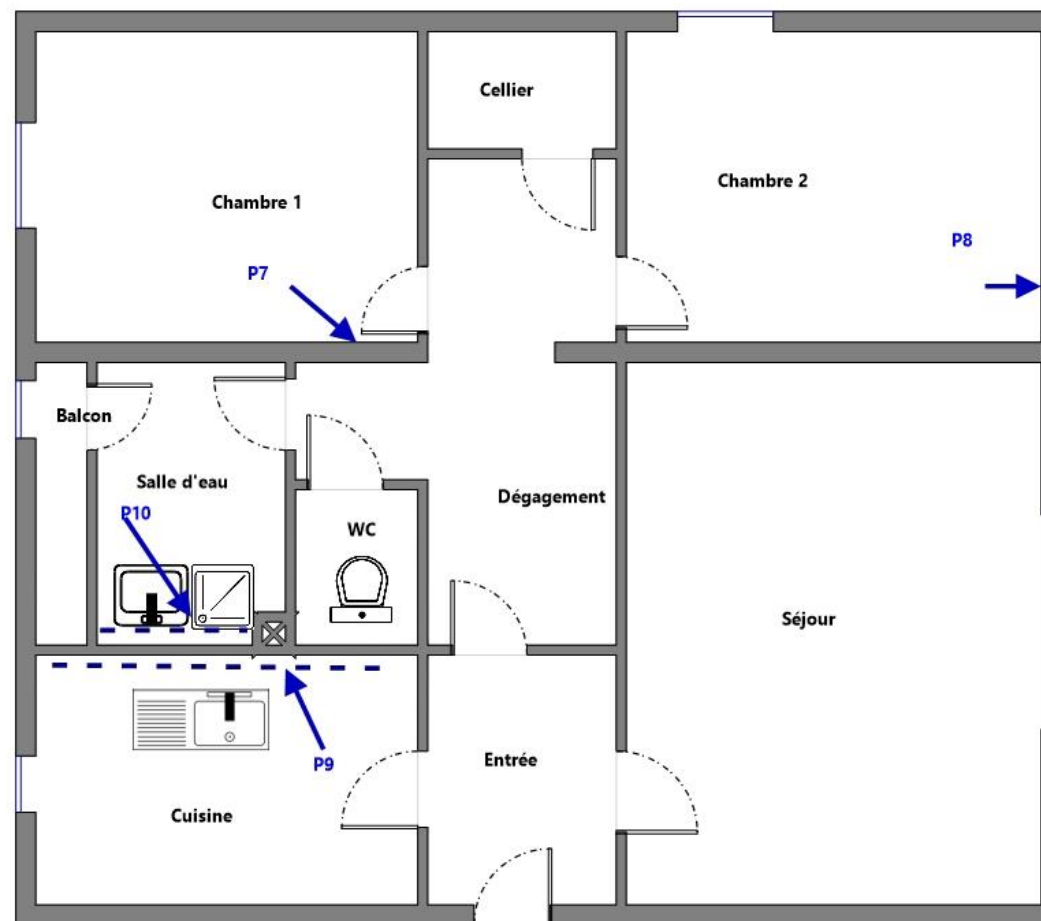 Cellier
Chambre 2
Chambre 1
P8
P7
Balcon
Salle d'eau
Dégagement
P10
WC
Séjour
Entrée
P9
Cuisine